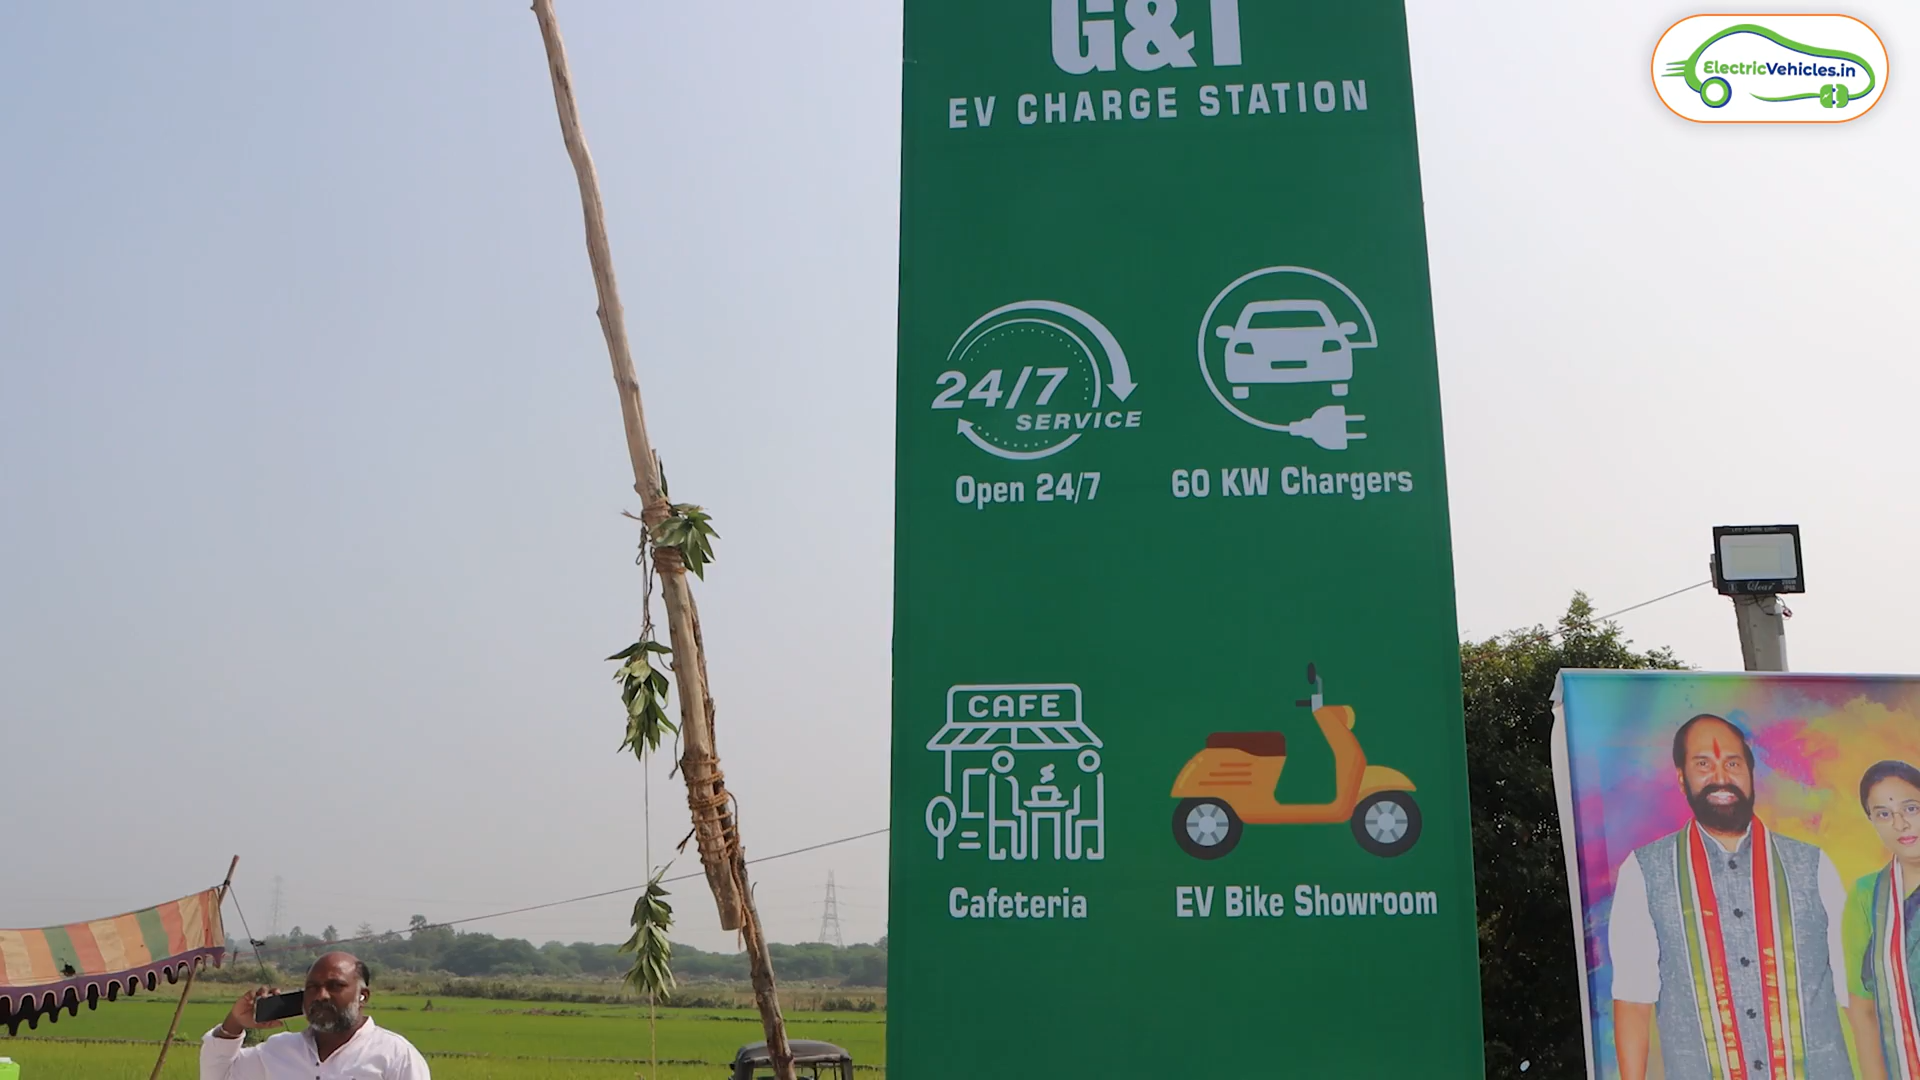 G&T
EV CHARGE STATION
ElectricVehicles.in
24/7
SERVICE
Open 24/7
60 KW Chargers
CAFE
Cafeteria
EV Bike Showroom